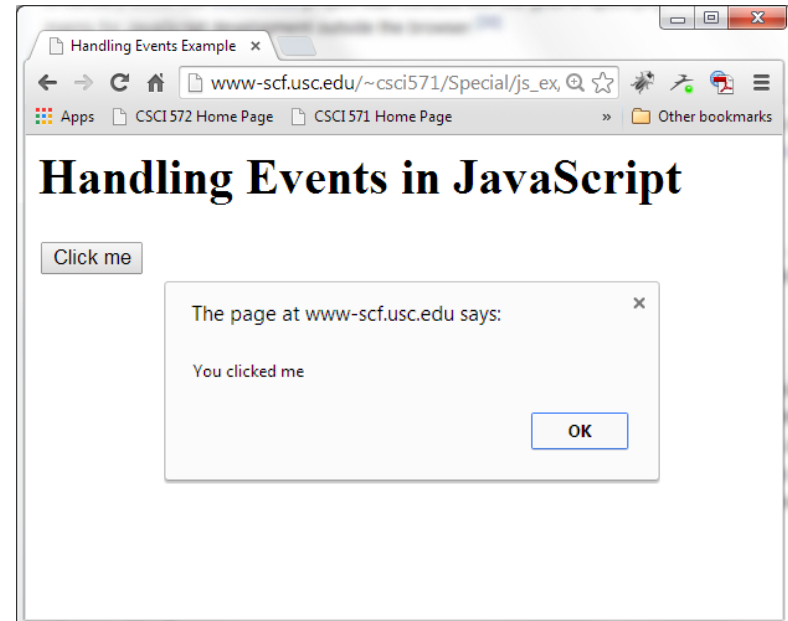 Handling Events Example
www-scf.usc.edu/~csci571/Special/js_ex,
Apps CSCI 572 Home Page CSCI 571 Home Page » Other bookmarks
Handling Events in JavaScript
Click me
The page at www-scf.usc.edu says:
You clicked me
OK